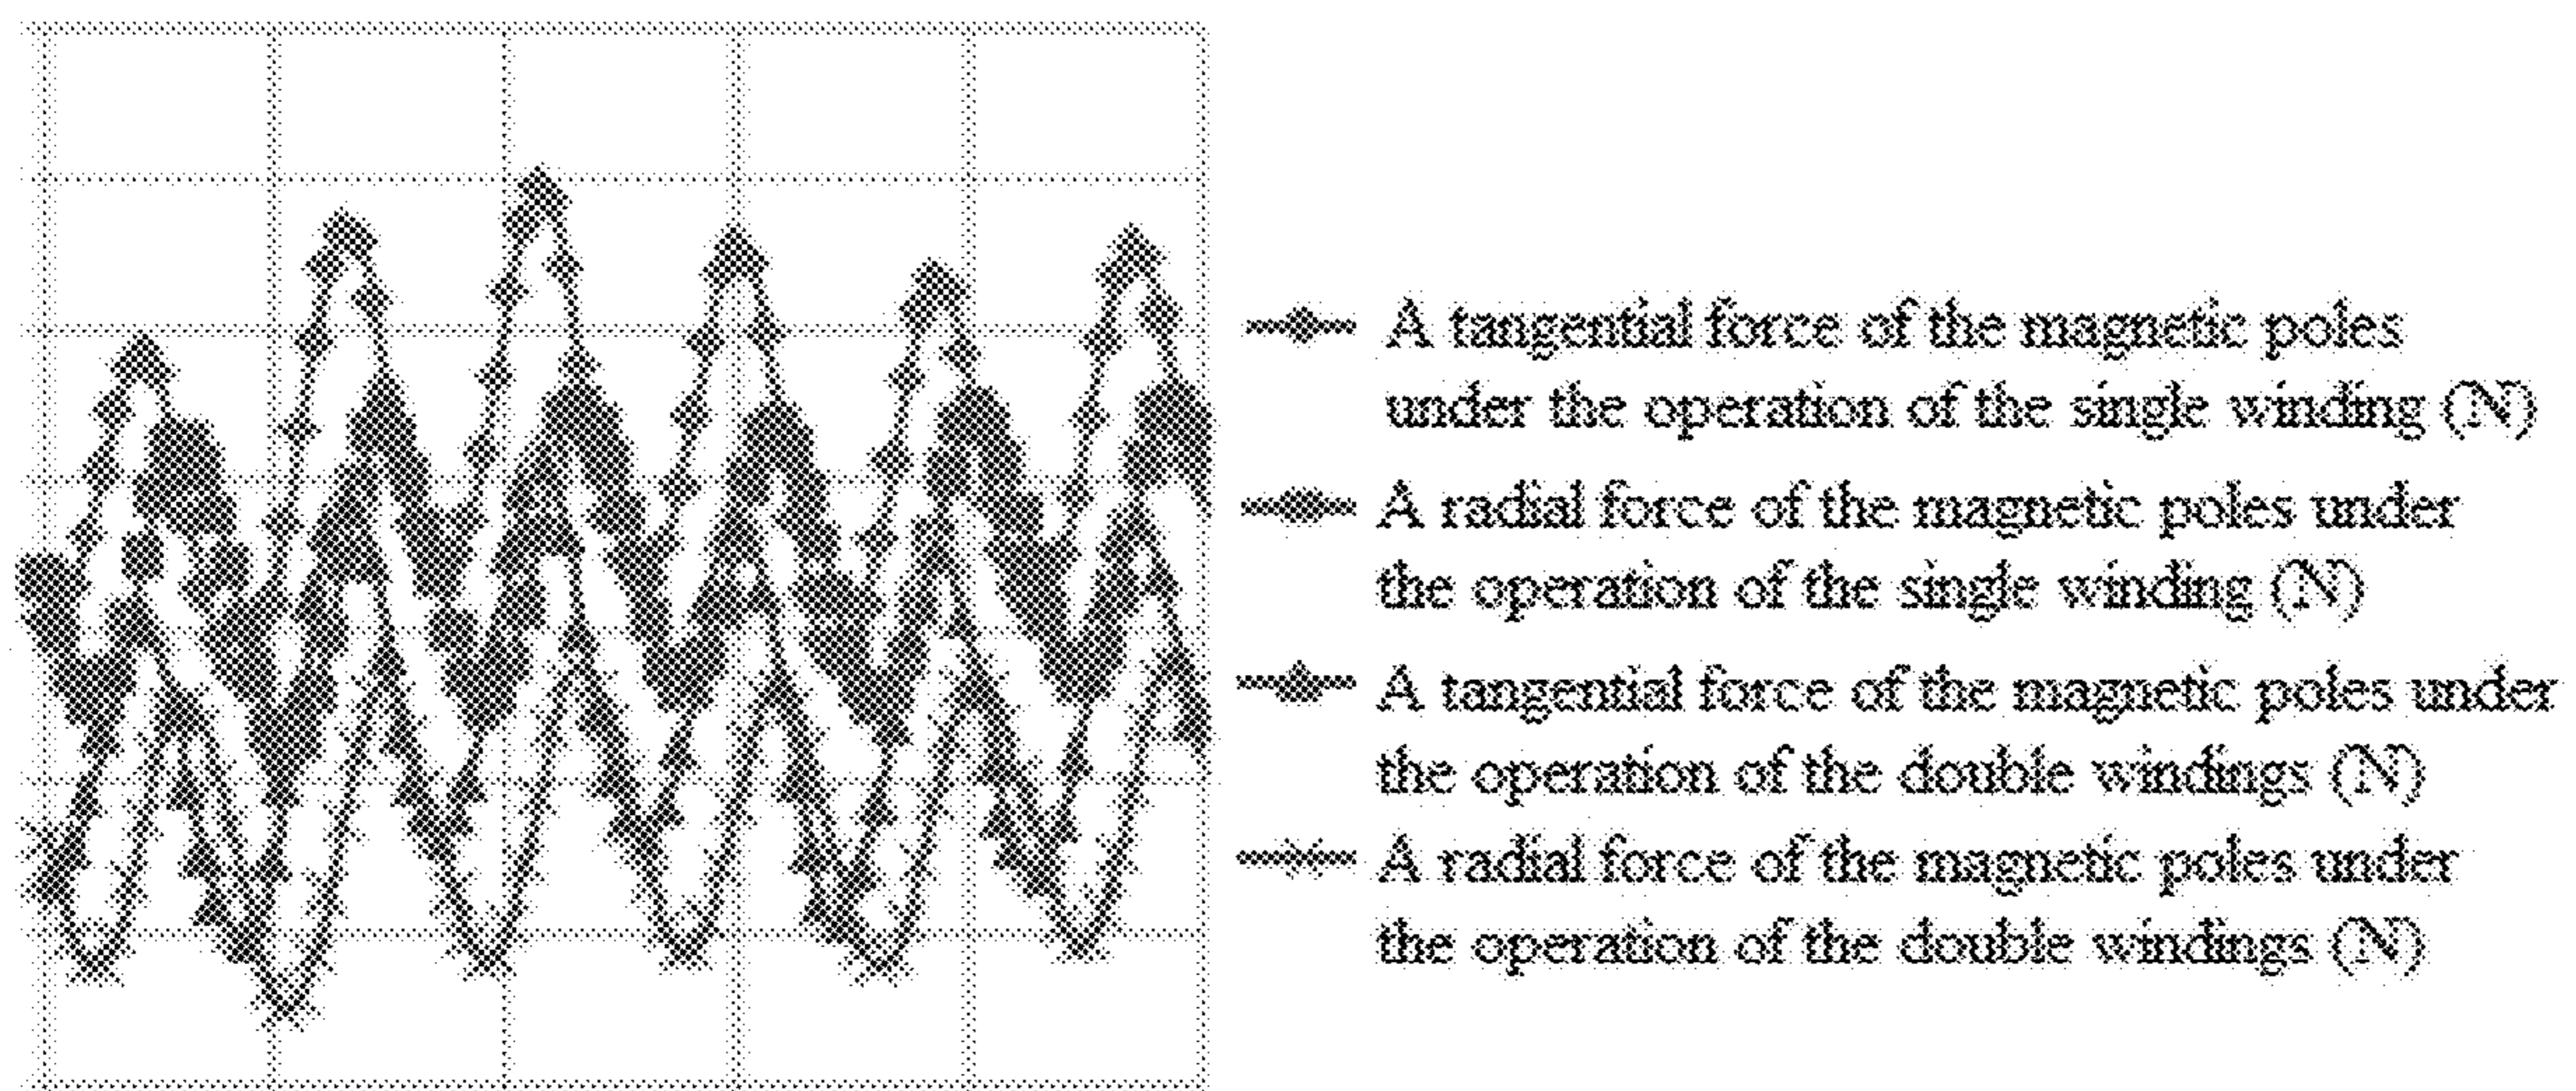 A tangential force of the magnetic poles
under the operation of the single winding (N)
A radial force of the magnetic poles under
the operation of the single winding (N)
A tangential force of the magnetic poles under
the operation of the double windings (N)
A radial force of the magnetic poles under
the operation of the double windings (N)